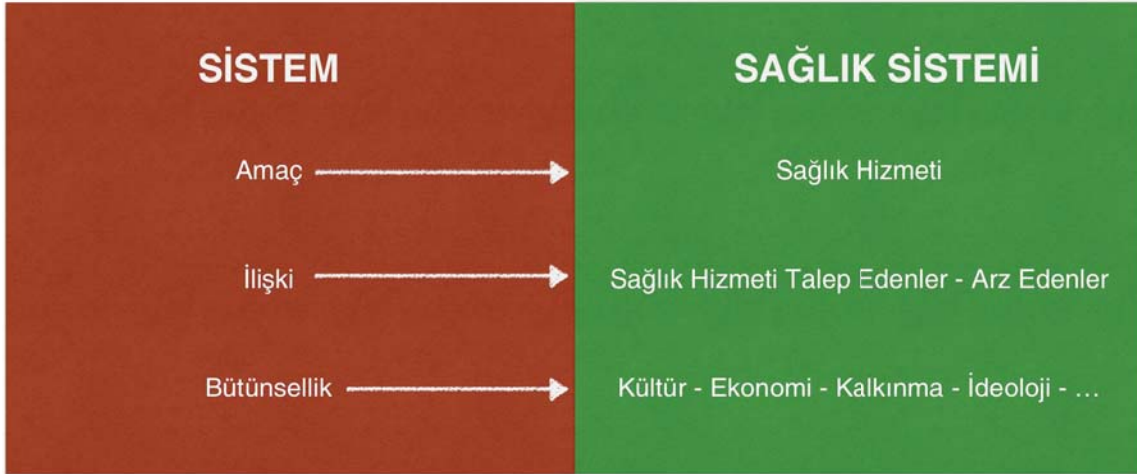 SİSTEM
SAĞLIK SİSTEMİ
Amaç
Sağlık Hizmeti
İlişki
Sağlık Hizmeti Talep Edenler - Arz Edenler
Bütünsellik
Kültür - Ekonomi - Kalkınma - İdeoloji - …